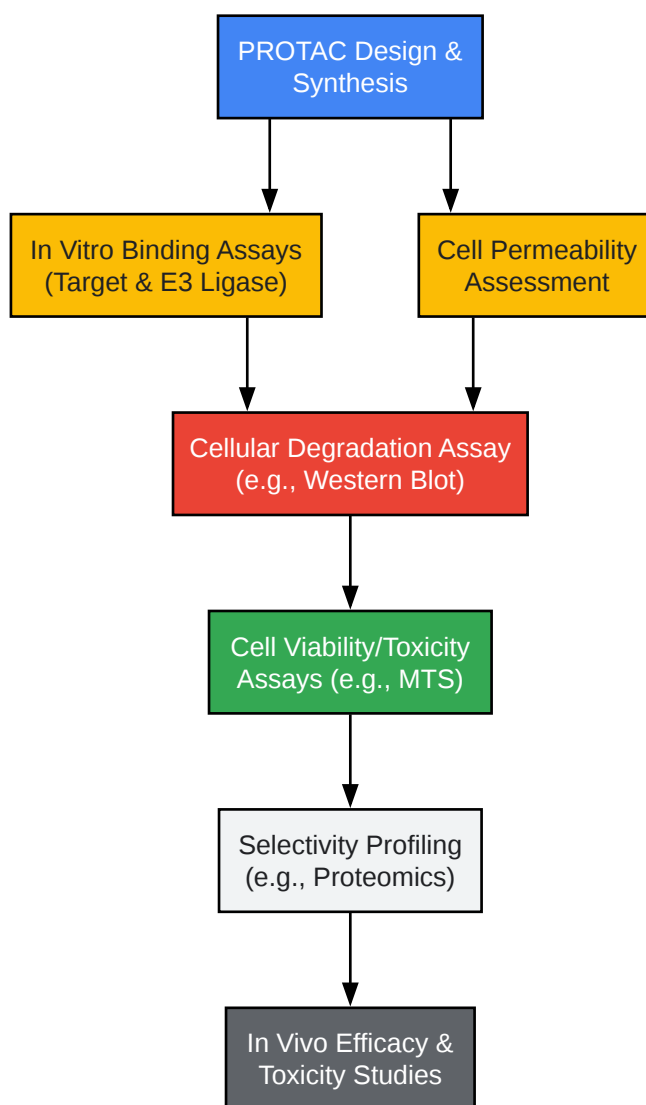 PROTAC Design &
Synthesis
In Vitro Binding Assays
(Target & E3 Ligase)
Cell Permeability
Assessment
Cellular Degradation Assay
(e.g., Western Blot)
Cell Viability/Toxicity
Assays (e.g., MTS)
Selectivity Profiling
(e.g., Proteomics)
In Vivo Efficacy &
Toxicity Studies